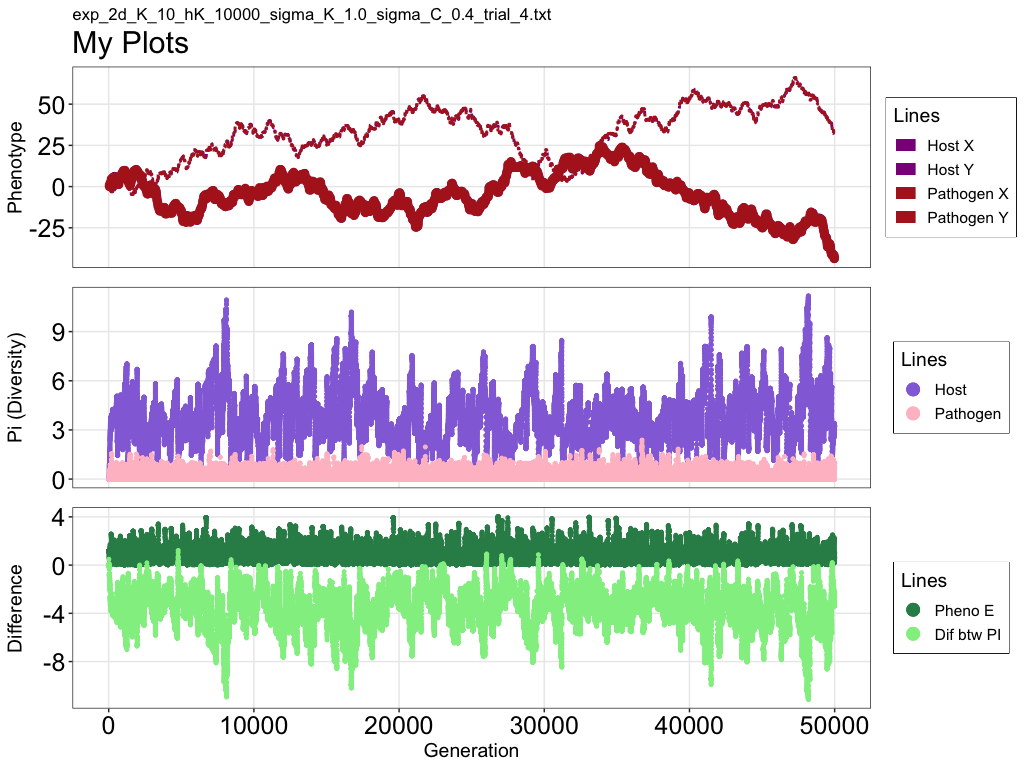 exp_2d_K_10_hK_10000_sigma_K_1.0_sigma_C_0.4_trial_4.txt
My Plots
Phenotype
50
25
0
-25
Lines
Host X
Host Y
Pathogen X
Pathogen Y
Pi (Diversity)
9
6
3
0
Lines
Host
Pathogen
Difference
4
0
-4
-8
Lines
Pheno E
Dif btw PI
0 10000 20000 30000 40000 50000
Generation